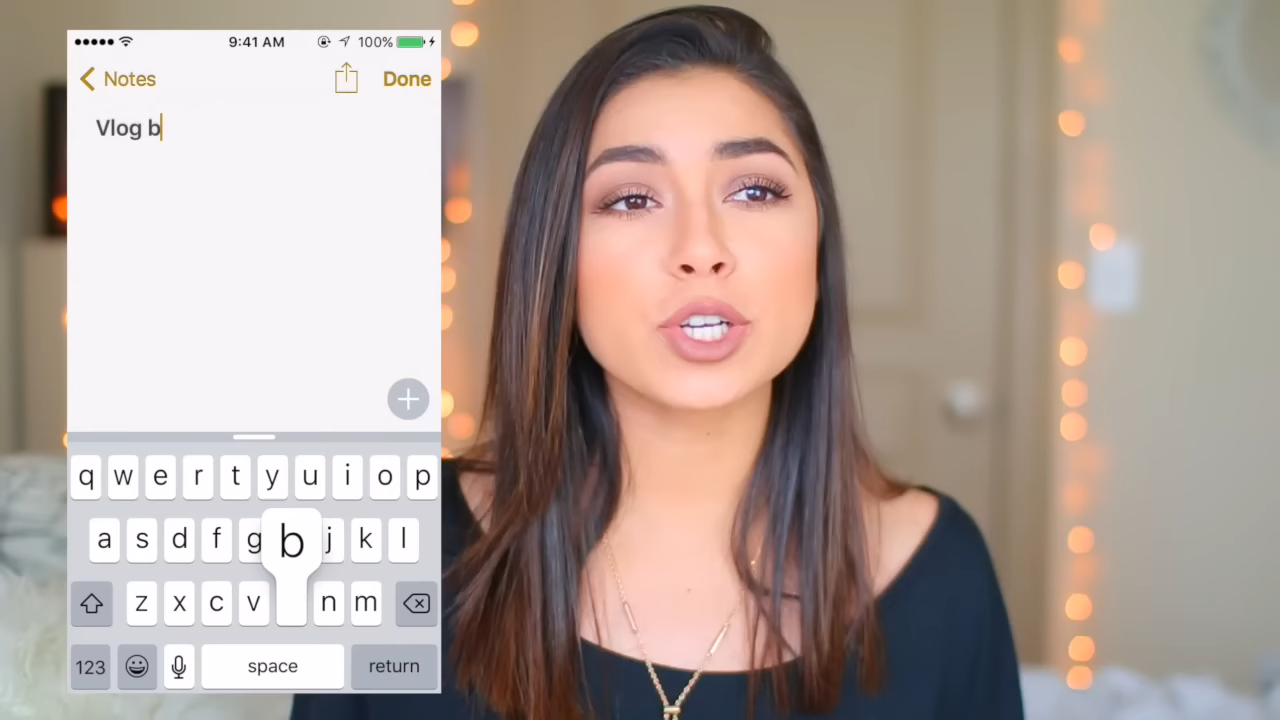 9:41 AM 100%
Notes Done
Vlog b
q w e r t y u i o p
a s d f g b j k l
z x c v n m
123 space return